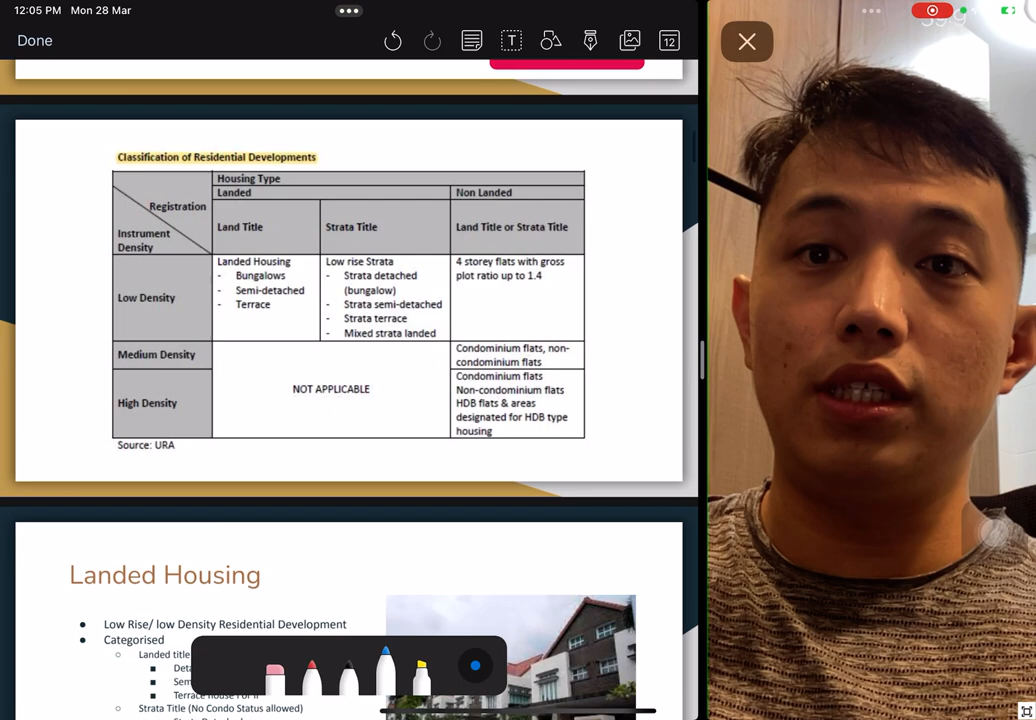 12:05 PM Mon 28 Mar
Done
T
12
Classification of Residential Developments
Housing Type
Landed
Non Landed
Registration
Instrument
Density
Land Title
Strata Title
Land Title or Strata Title
Low Density
Landed Housing
- Bungalows
- Semi-detached
- Terrace
Low rise Strata
- Strata detached
(bungalow)
- Strata semi-detached
- Strata terrace
- Mixed strata landed
4 storey flats with gross
plot ratio up to 1.4
Medium Density
NOT APPLICABLE
Condominium flats, non-
condominium flats
High Density
Condominium flats
Non-condominium flats
HDB flats & areas
designated for HDB type
housing
Source: URA
Landed Housing
● Low Rise/ low Density Residential Development
● Categorised
○ Landed title
■
■
■ Terrace house
○ Strata Title (No Condo Status allowed)